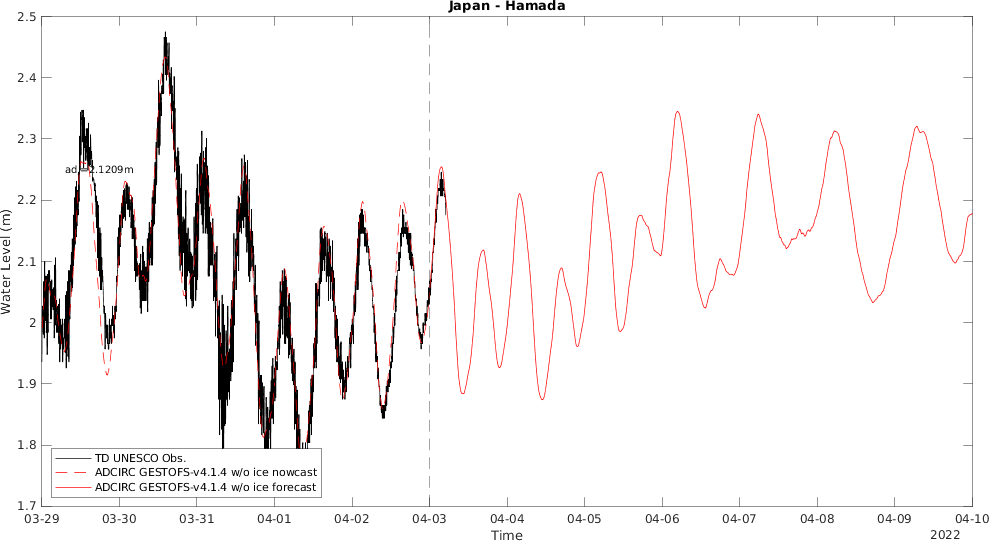 Japan - Hamada
2.5
2.4
2.3
2.2
2.1
2
1.9
1.8
1.7
Water Level (m)
ad
2.1209m
TD UNESCO Obs.
ADCIRC GESTOFS-v4.1.4 w/o ice nowcast
ADCIRC GESTOFS-v4.1.4 w/o ice forecast
03-29 03-30 03-31 04-01 04-02 04-03 04-04 04-05 04-06 04-07 04-08 04-09 04-10
Time
2022